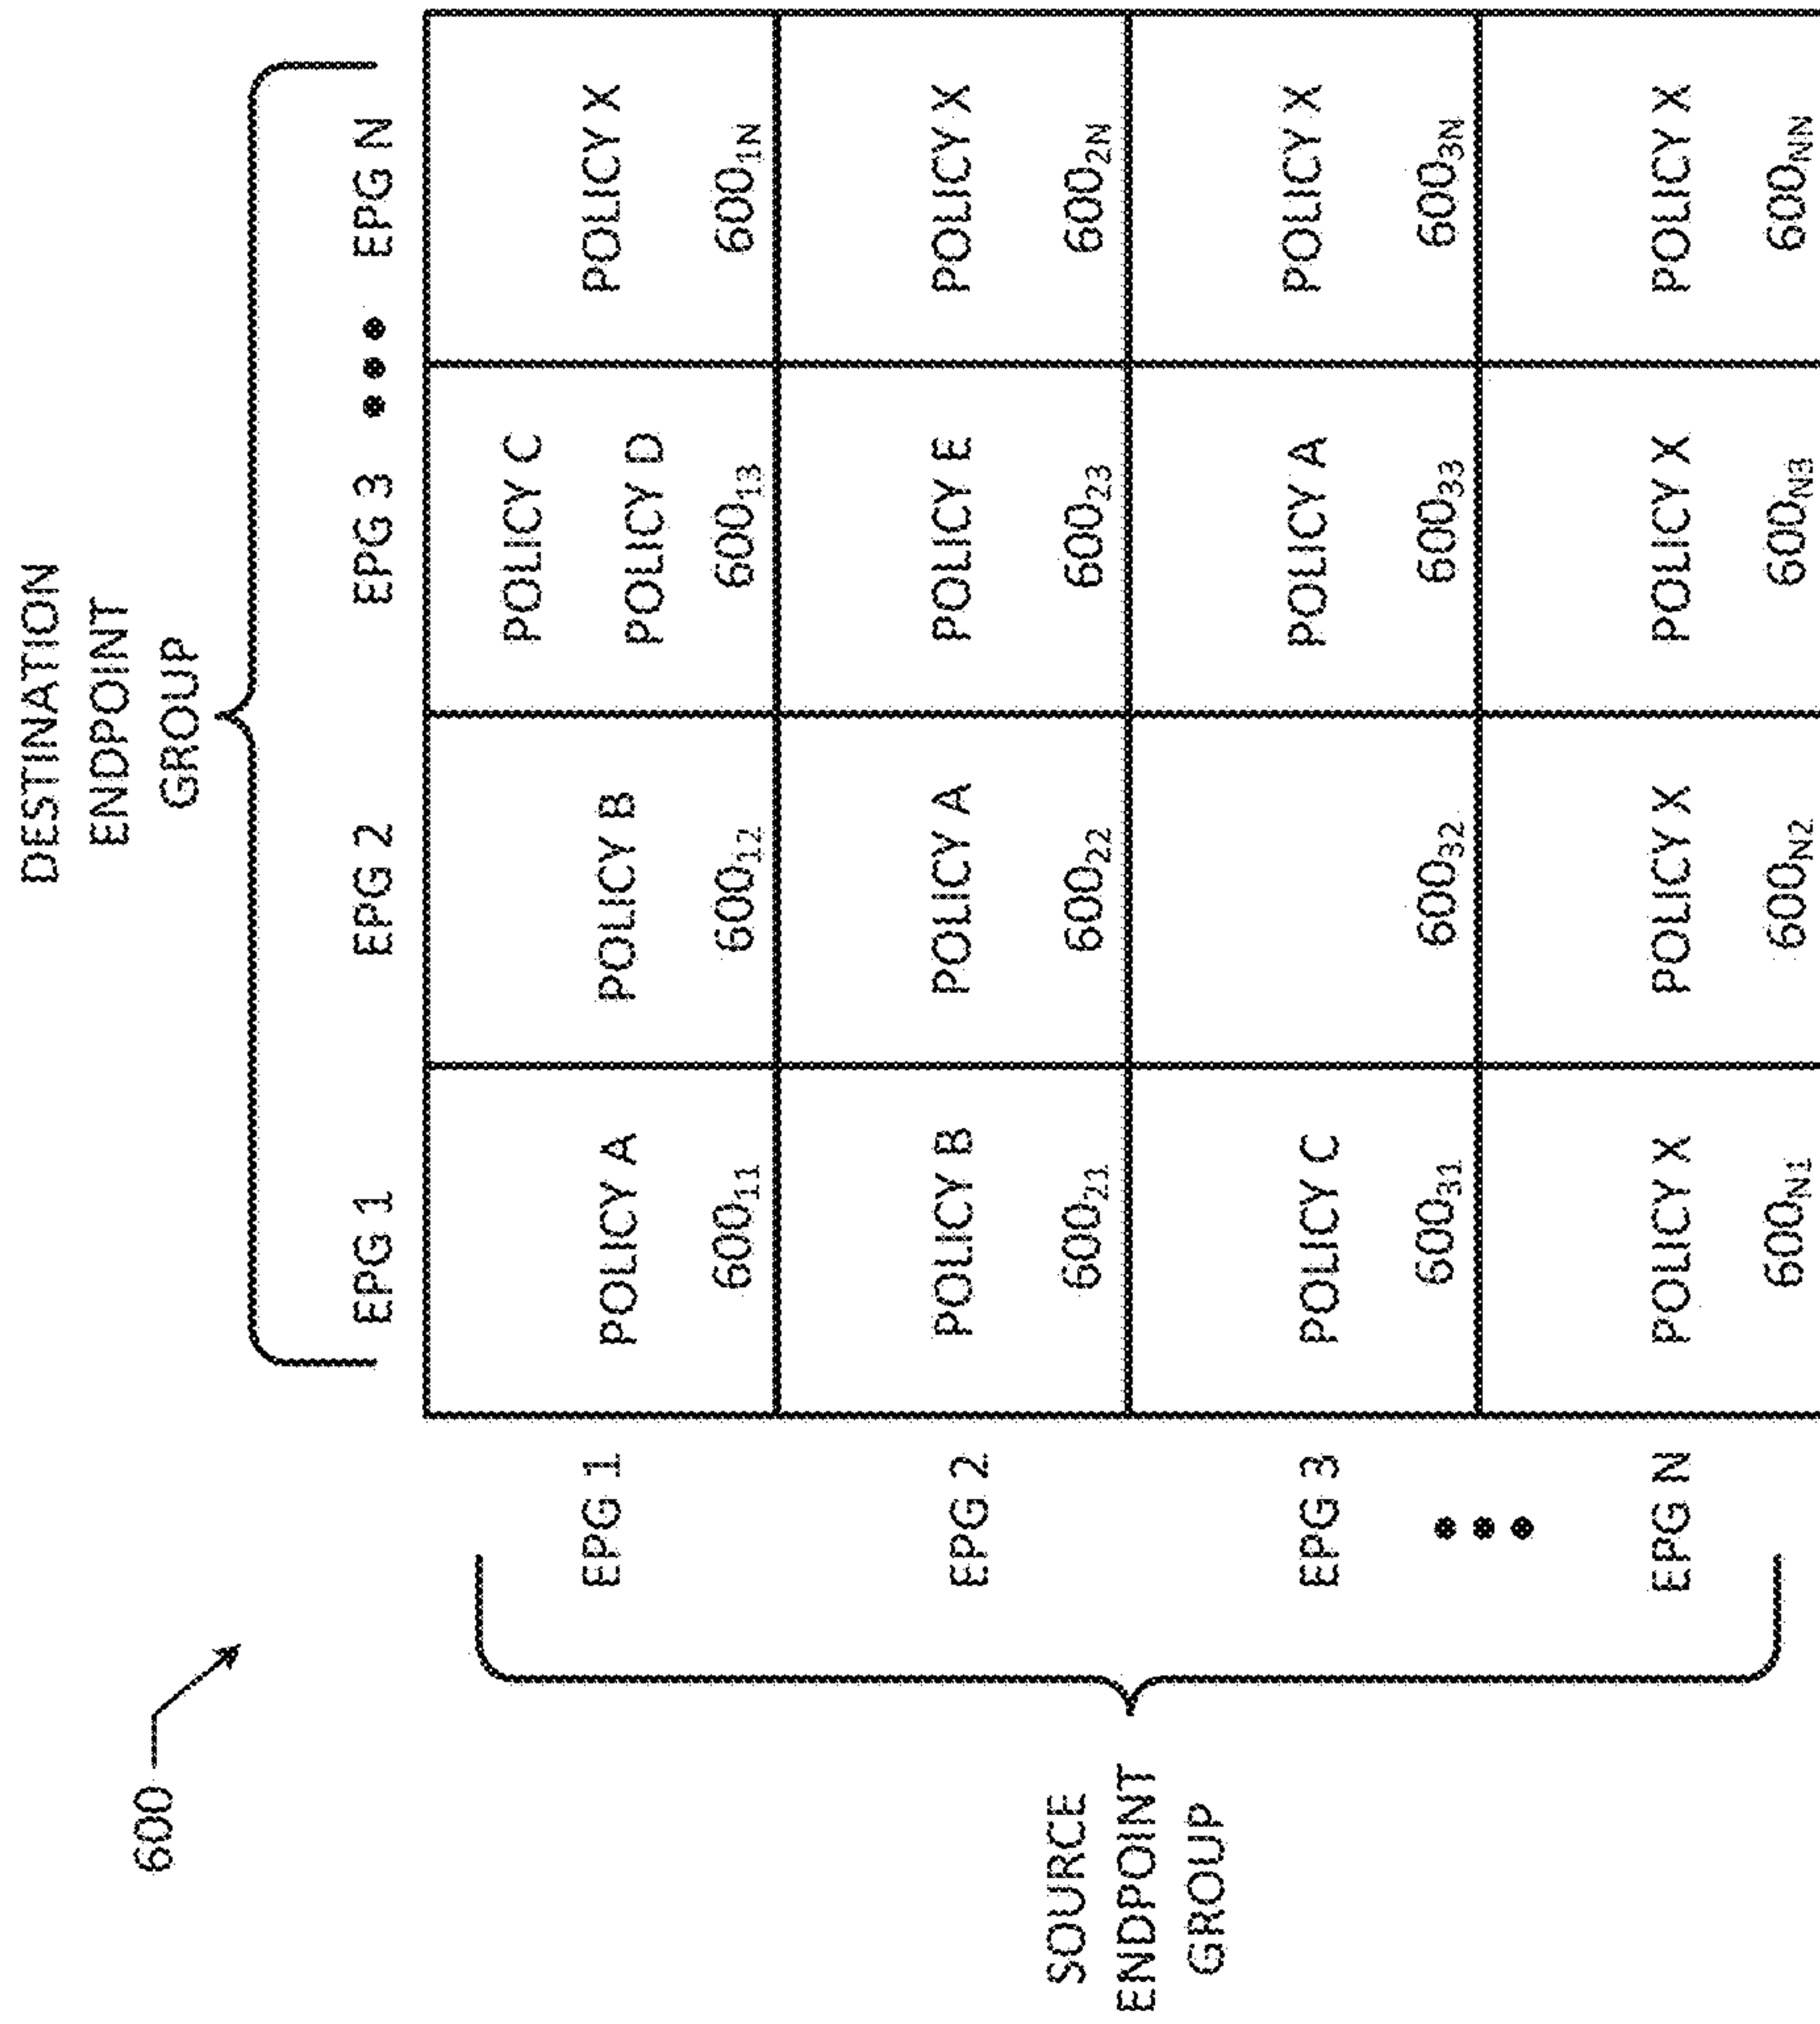 600
DESTINATION
ENDPOINT
GROUP
EPG 1 EPG 2 EPG 3 ••• EPG N
SOURCE
ENDPOINT
GROUP
EPG 1
POLICY A
600₁₁
POLICY B
600₁₂
POLICY C
POLICY D
600₁₃
POLICY X
600₁N
EPG 2
POLICY B
600₂₁
POLICY A
600₂₂
POLICY E
600₂₃
POLICY X
600₂N
EPG 3
POLICY C
600₃₁
600₃₂
POLICY A
600₃₃
POLICY X
600₃N
•••
EPG N
POLICY X
600N₁
POLICY X
600N₂
POLICY X
600N₃
POLICY X
600NN